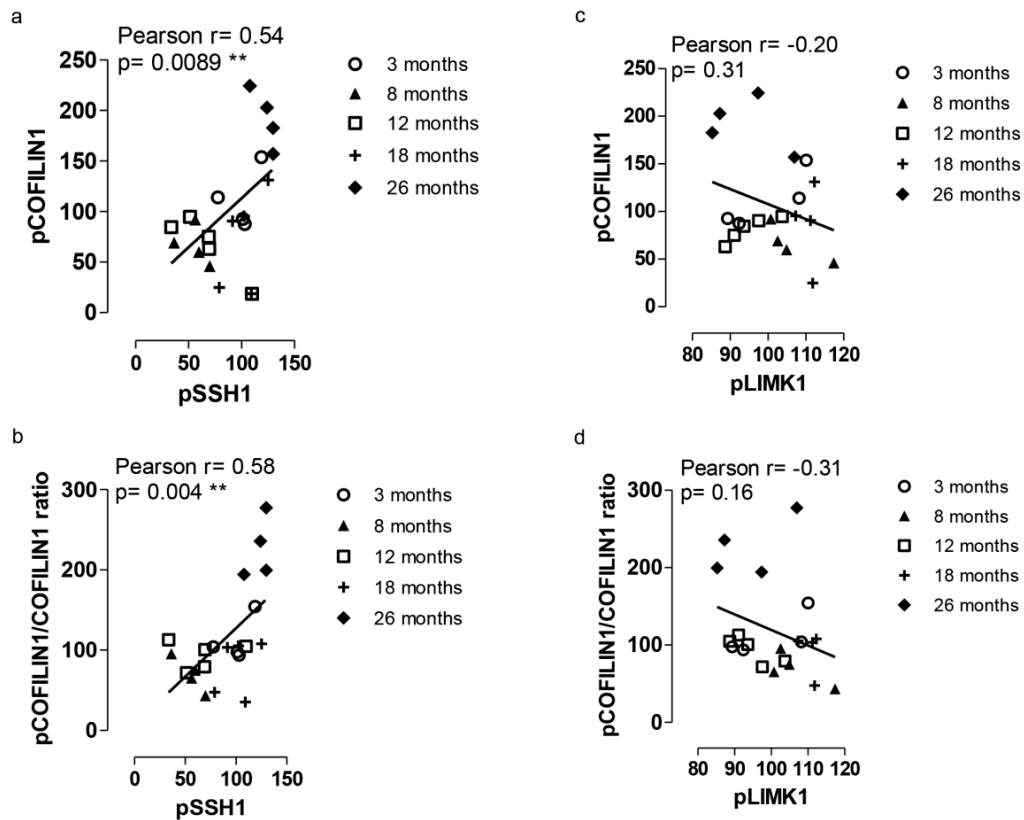 a
Pearson r= 0.54
p= 0.0089 **
250
200
150
100
50
0
pCOFILIN1
0 50 100 150
pSSH1
3 months
8 months
12 months
18 months
26 months
c
Pearson r= -0.20
p= 0.31
250
200
150
100
50
0
pCOFILIN1
80 90 100 110 120
pLIMK1
3 months
8 months
12 months
18 months
26 months
b
Pearson r= 0.58
p= 0.004 **
300
200
100
0
pCOFILIN1/COFILIN1 ratio
0 50 100 150
pSSH1
3 months
8 months
12 months
18 months
26 months
d
Pearson r= -0.31
p= 0.16
300
200
100
0
pCOFILIN1/COFILIN1 ratio
80 90 100 110 120
pLIMK1
3 months
8 months
12 months
18 months
26 months